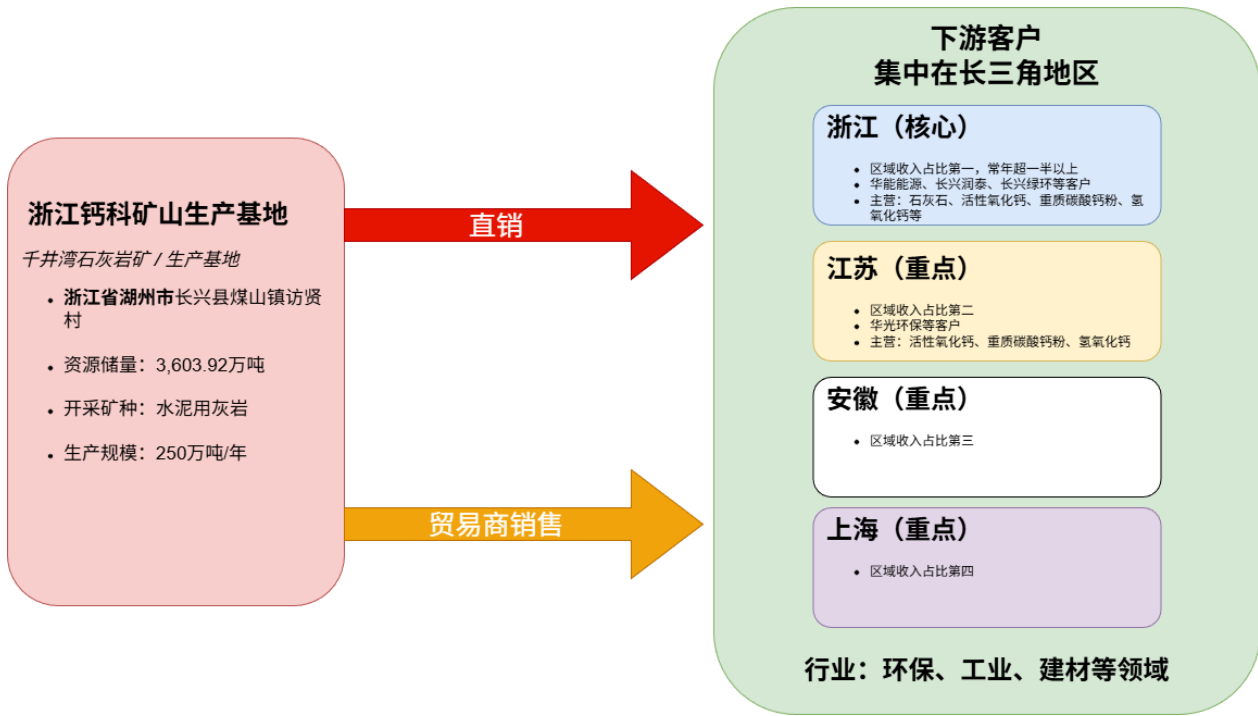 浙江钙科矿山生产基地
千井湾石灰岩矿 / 生产基地
浙江省湖州市长兴县煤山镇访贤
村
资源储量：3,603.92万吨
开采矿种：水泥用灰岩
生产规模：250万吨/年
直销
贸易商销售
下游客户
集中在长三角地区
浙江（核心）
区域收入占比第一，常年超一半以上
华能能源、长兴润泰、长兴绿环等客户
主营：石灰石、活性氧化钙、重质碳酸钙粉、氢
氧化钙等
江苏（重点）
区域收入占比第二
华光环保等客户
主营：活性氧化钙、重质碳酸钙粉、氢氧化钙
安徽（重点）
区域收入占比第三
上海（重点）
区域收入占比第四
行业：环保、工业、建材等领域